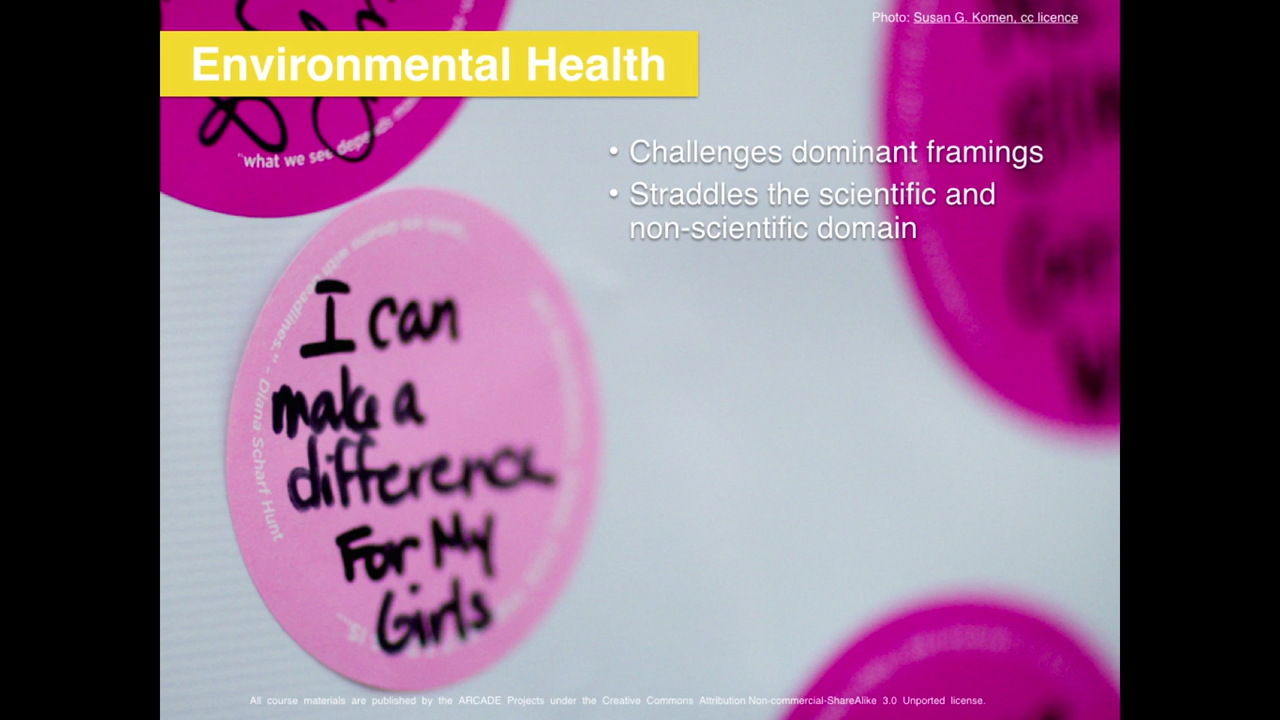 Photo: Susan G. Komen, cc licence
Environmental Health
"what we see depends
• Challenges dominant framings
• Straddles the scientific and
non-scientific domain
deadlines." - Diana Scharf Hunt
I can
make a
difference
For My
Girls
All course materials are published by the ARCADE Projects under the Creative Commons Attribution Non-commercial-ShareAlike 3.0 Unported license.